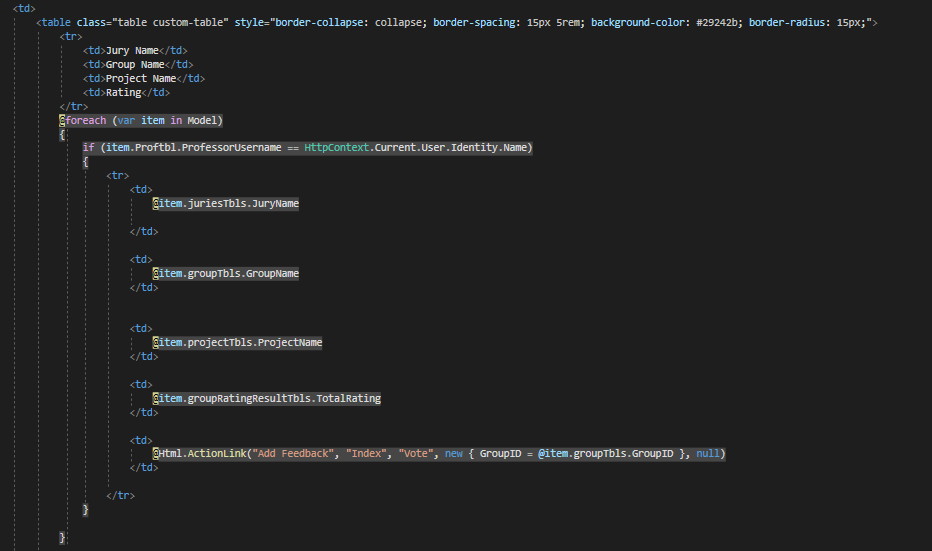 <td>
<table class="table custom-table" style="border-collapse: collapse; border-spacing: 15px 5rem; background-color: #29242b; border-radius: 15px;">
<tr>
<td>Jury Name</td>
<td>Group Name</td>
<td>Project Name</td>
<td>Rating</td>
</tr>
@foreach (var item in Model)
{
if (item.Proftbl.ProfessorUsername == HttpContext.Current.User.Identity.Name)
{
<tr>
<td>
@item.juriesTbls.JuryName
</td>
<td>
@item.groupTbls.GroupName
</td>
<td>
@item.projectTbls.ProjectName
</td>
<td>
@item.groupRatingResultTbls.TotalRating
</td>
<td>
@Html.ActionLink("Add Feedback", "Index", "Vote", new { GroupID = @item.groupTbls.GroupID }, null)
</td>
</tr>
}
}